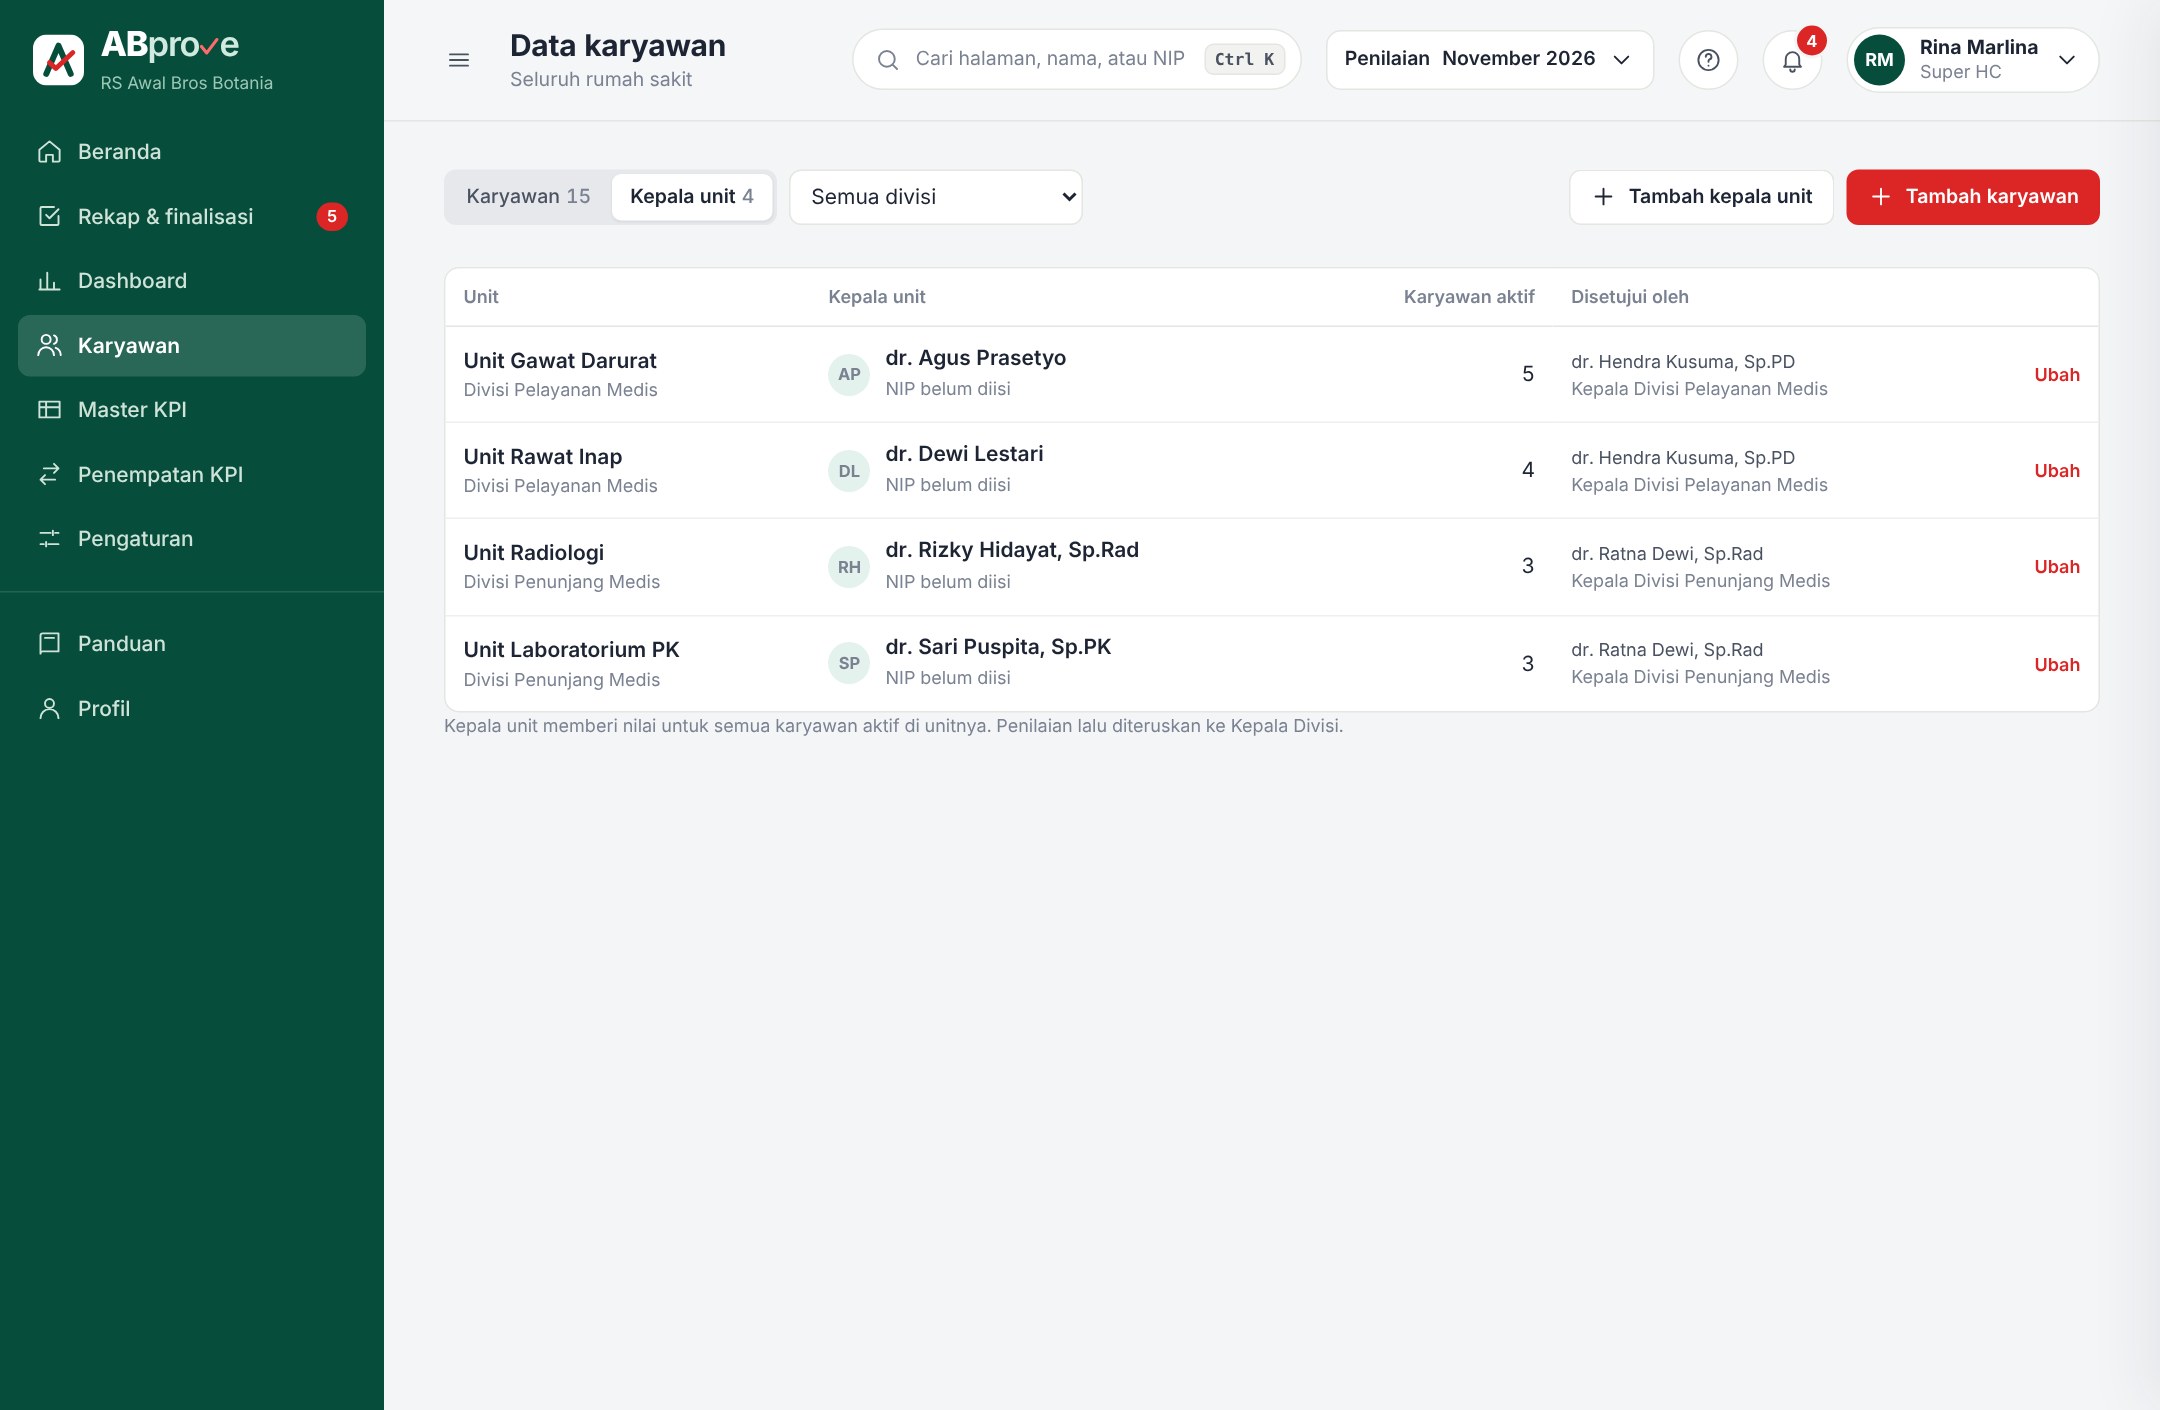 ABprove
RS Awal Bros Botania
Beranda
Rekap & finalisasi 5
Dashboard
Karyawan
Master KPI
Penempatan KPI
Pengaturan
Panduan
Profil
Data karyawan
Seluruh rumah sakit
Cari halaman, nama, atau NIP Ctrl K
Penilaian November 2026
4
RM
Rina Marlina
Super HC
Karyawan 15
Kepala unit 4
Semua divisi
Tambah kepala unit
Tambah karyawan
Unit Kepala unit Karyawan aktif Disetujui oleh
Unit Gawat Darurat
Divisi Pelayanan Medis
AP
dr. Agus Prasetyo
NIP belum diisi
5
dr. Hendra Kusuma, Sp.PD
Kepala Divisi Pelayanan Medis
Ubah
Unit Rawat Inap
Divisi Pelayanan Medis
DL
dr. Dewi Lestari
NIP belum diisi
4
dr. Hendra Kusuma, Sp.PD
Kepala Divisi Pelayanan Medis
Ubah
Unit Radiologi
Divisi Penunjang Medis
RH
dr. Rizky Hidayat, Sp.Rad
NIP belum diisi
3
dr. Ratna Dewi, Sp.Rad
Kepala Divisi Penunjang Medis
Ubah
Unit Laboratorium PK
Divisi Penunjang Medis
SP
dr. Sari Puspita, Sp.PK
NIP belum diisi
3
dr. Ratna Dewi, Sp.Rad
Kepala Divisi Penunjang Medis
Ubah
Kepala unit memberi nilai untuk semua karyawan aktif di unitnya. Penilaian lalu diteruskan ke Kepala Divisi.